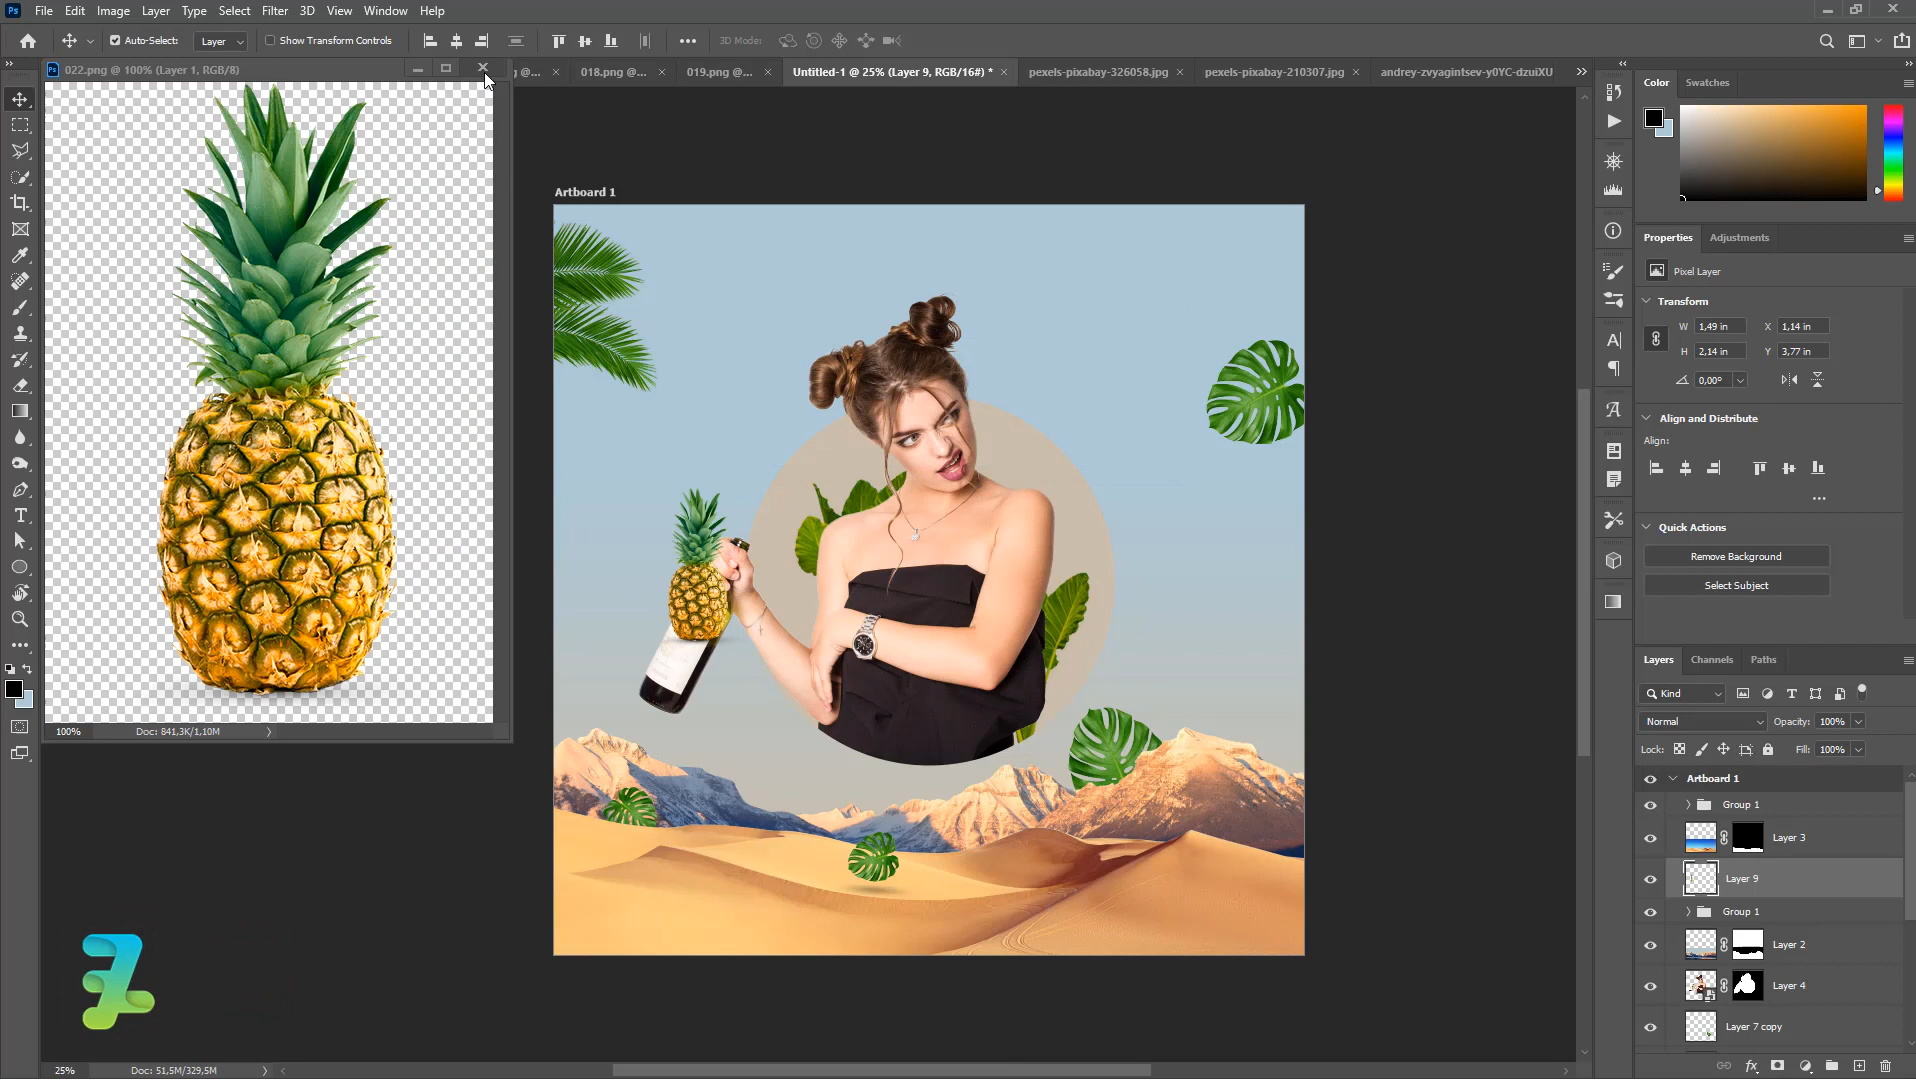 Ps File Edit Image Layer Type Select Filter 3D View Window Help
Auto-Select: Layer Show Transform Controls 3D Mode:
022.png @ 100% (Layer 1, RGB/8)
g @... 018.png @... 019.png @... Untitled-1 @ 25% (Layer 9, RGB/16#) * pexels-pixabay-326058.jpg pexels-pixabay-210307.jpg andrey-zvyagintsev-y0YC-dzuiXU
Color Swatches
Artboard 1
Properties Adjustments
Pixel Layer
Transform
W 1,49 in X 1,14 in
H 2,14 in Y 3,77 in
0,00°
Align and Distribute
Align:
Quick Actions
Remove Background
Select Subject
Layers Channels Paths
Kind
Normal Opacity: 100%
Lock: Fill: 100%
Artboard 1
Group 1
Layer 3
Layer 9
Group 1
Layer 2
Layer 4
Layer 7 copy
100% Doc: 841,3K/1,10M
25% Doc: 51,5M/329,5M